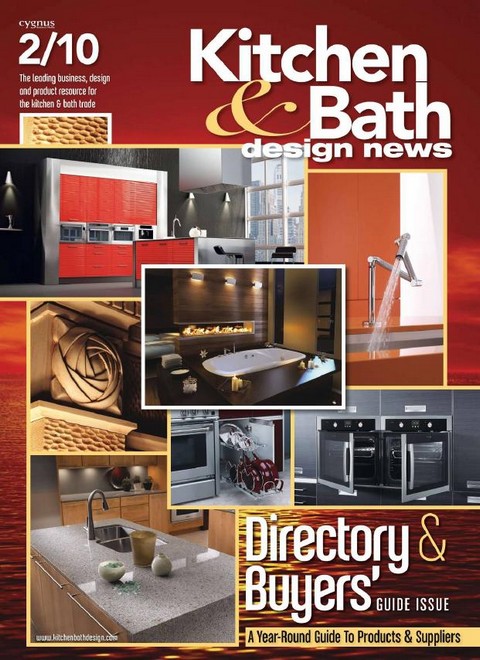 cygnus
2/10
The leading business, design
and product resource for
the kitchen & bath trade
Kitchen
& Bath
design news
Directory &
Buyers'
GUIDE ISSUE
A Year-Round Guide To Products & Suppliers
www.kitchenbathdesign.com